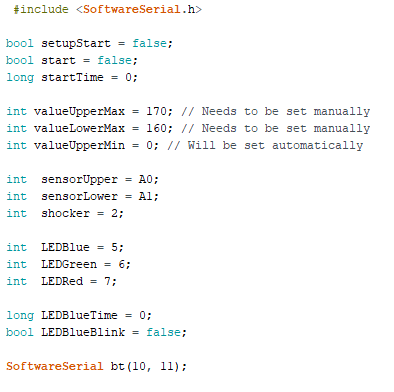 #include <SoftwareSerial.h>
bool setupStart = false;
bool start = false;
long startTime = 0;
int valueUpperMax = 170; // Needs to be set manually
int valueLowerMax = 160; // Needs to be set manually
int valueUpperMin = 0; // Will be set automatically
int  sensorUpper = A0;
int  sensorLower = A1;
int  shocker = 2;
int  LEDBlue = 5;
int  LEDGreen = 6;
int  LEDRed = 7;
long LEDBlueTime = 0;
bool LEDBlueBlink = false;
SoftwareSerial bt(10, 11);